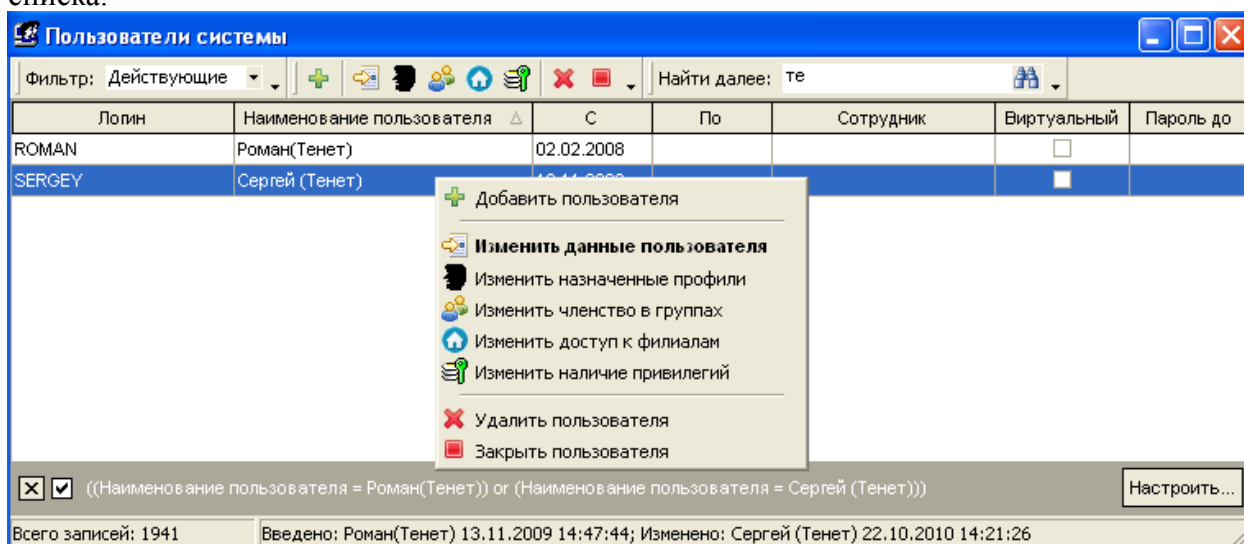 списка.
Пользователи системы
Фильтр: Действующие Найти далее: те
Логин Наименование пользователя С По Сотрудник Виртуальный Пароль до
ROMAN Роман(Тенет) 02.02.2008
SERGEY Сергей (Тенет)
Добавить пользователя
Изменить данные пользователя
Изменить назначенные профили
Изменить членство в группах
Изменить доступ к филиалам
Изменить наличие привилегий
Удалить пользователя
Закрыть пользователя
((Наименование пользователя = Роман(Тенет)) or (Наименование пользователя = Сергей (Тенет))) Настроить...
Всего записей: 1941 Введено: Роман(Тенет) 13.11.2009 14:47:44; Изменено: Сергей (Тенет) 22.10.2010 14:21:26